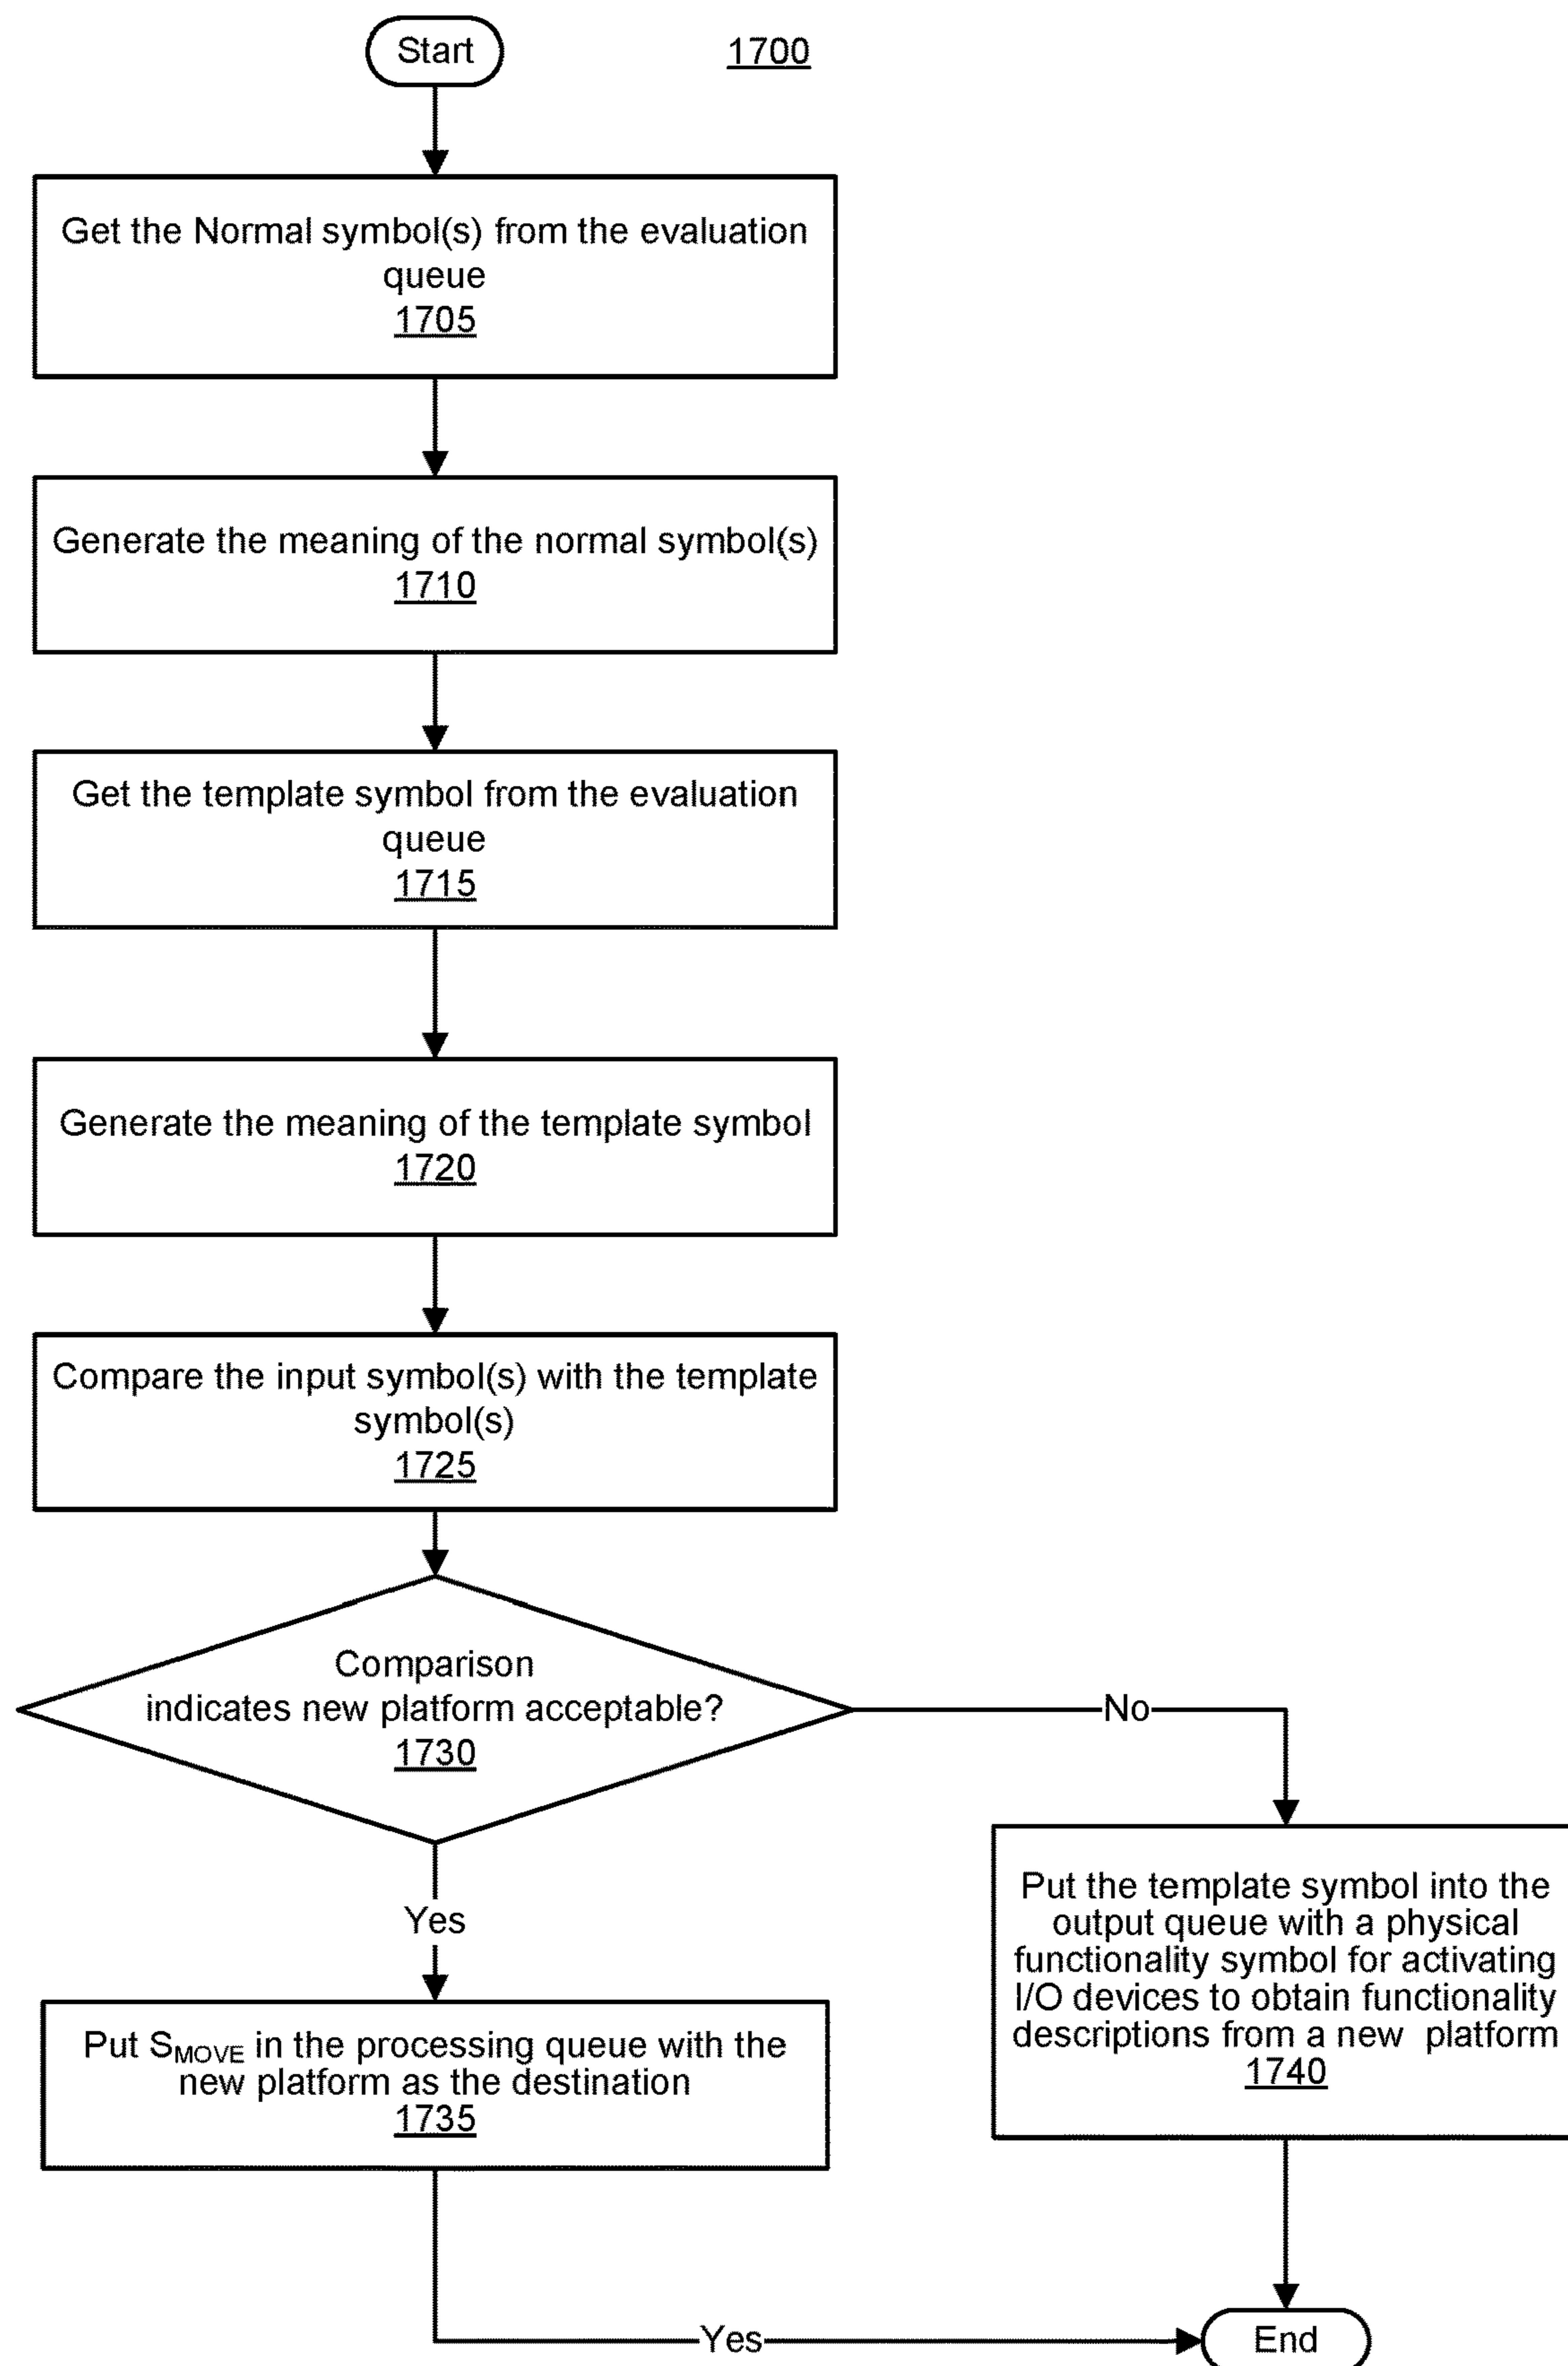 Start
1700
Get the Normal symbol(s) from the evaluation
queue
1705
Generate the meaning of the normal symbol(s)
1710
Get the template symbol from the evaluation
queue
1715
Generate the meaning of the template symbol
1720
Compare the input symbol(s) with the template
symbol(s)
1725
Comparison
indicates new platform acceptable?
1730
No
Yes
Put the template symbol into the
output queue with a physical
functionality symbol for activating
I/O devices to obtain functionality
descriptions from a new platform
1740
Put SMOVE in the processing queue with the
new platform as the destination
1735
Yes
End